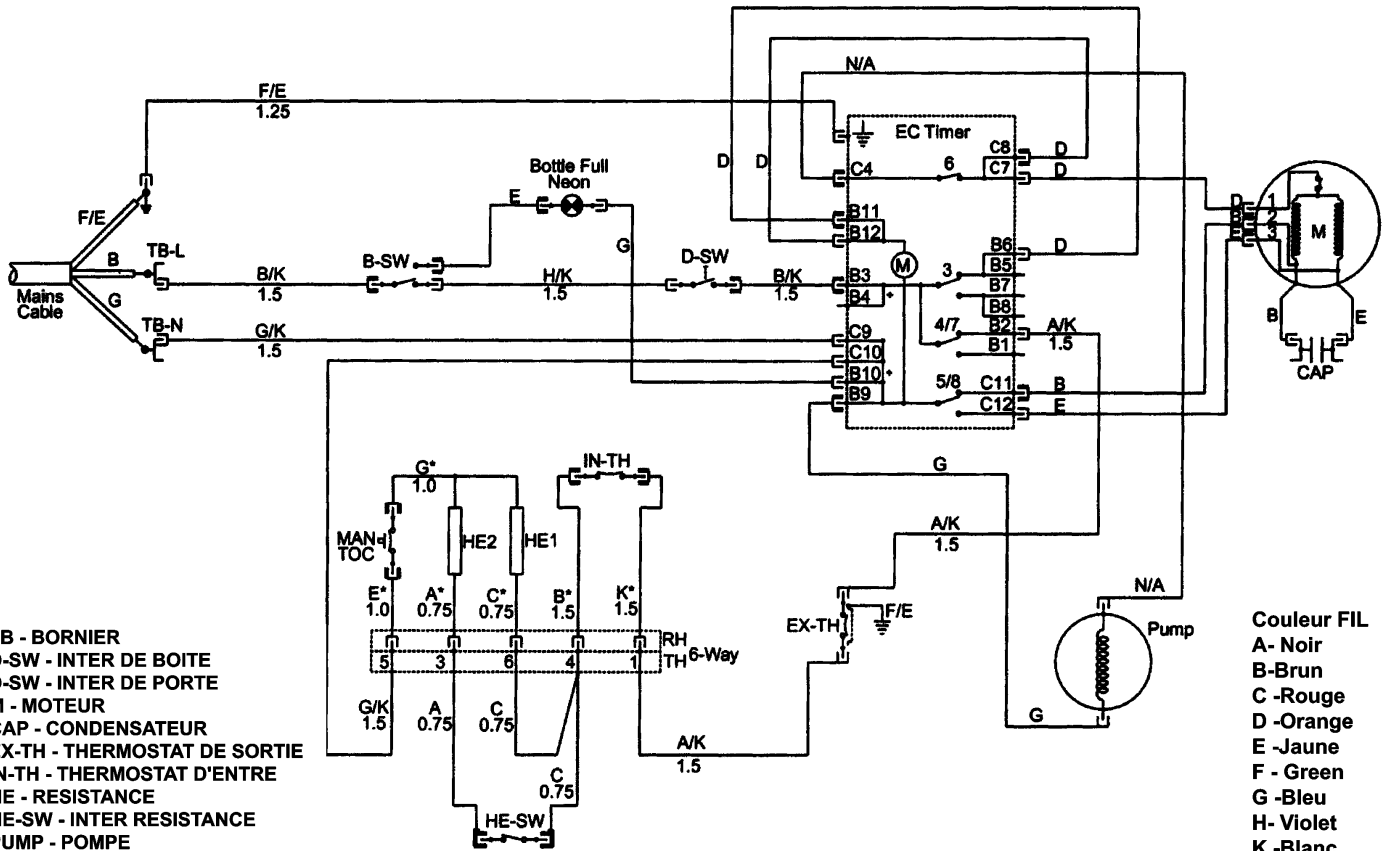 N/A
F/E
1.25
EC Timer
C8
D
C4
6
C7
D
D
D
Bottle Full
Neon
E
F/E
B11
B12
D
1
2
3
M
G
B6
D
TB-L
B-SW
D-SW
M
B5
B
B/K
1.5
H/K
1.5
B/K
1.5
B3
3
B7
B4
B8
Mains
Cable
G
B2
A/K
1.5
4/7
B1
TB-N
G/K
1.5
C9
C10
B10
B9
5/8
C11
B
C12
E
B
E
CAP
IN-TH
G
G*
1.0
MAN
TOC
HE2
HE1
A/K
1.5
N/A
E*
1.0
A*
0.75
C*
0.75
B*
1.5
K*
1.5
EX-TH
F/E
Pump
RH
TH
6-Way
5
3
6
4
1
G/K
1.5
A
0.75
C
0.75
A/K
1.5
G
C
0.75
HE-SW
B - BORNIER
-SW - INTER DE BOITE
-SW - INTER DE PORTE
- MOTEUR
CAP - CONDENSATEUR
EX-TH - THERMOSTAT DE SORTIE
IN-TH - THERMOSTAT D'ENTRE
HE - RESISTANCE
HE-SW - INTER RESISTANCE
PUMP - POMPE
Couleur FIL
A- Noir
B-Brun
C -Rouge
D -Orange
E -Jaune
F - Green
G -Bleu
H- Violet
K -Blanc